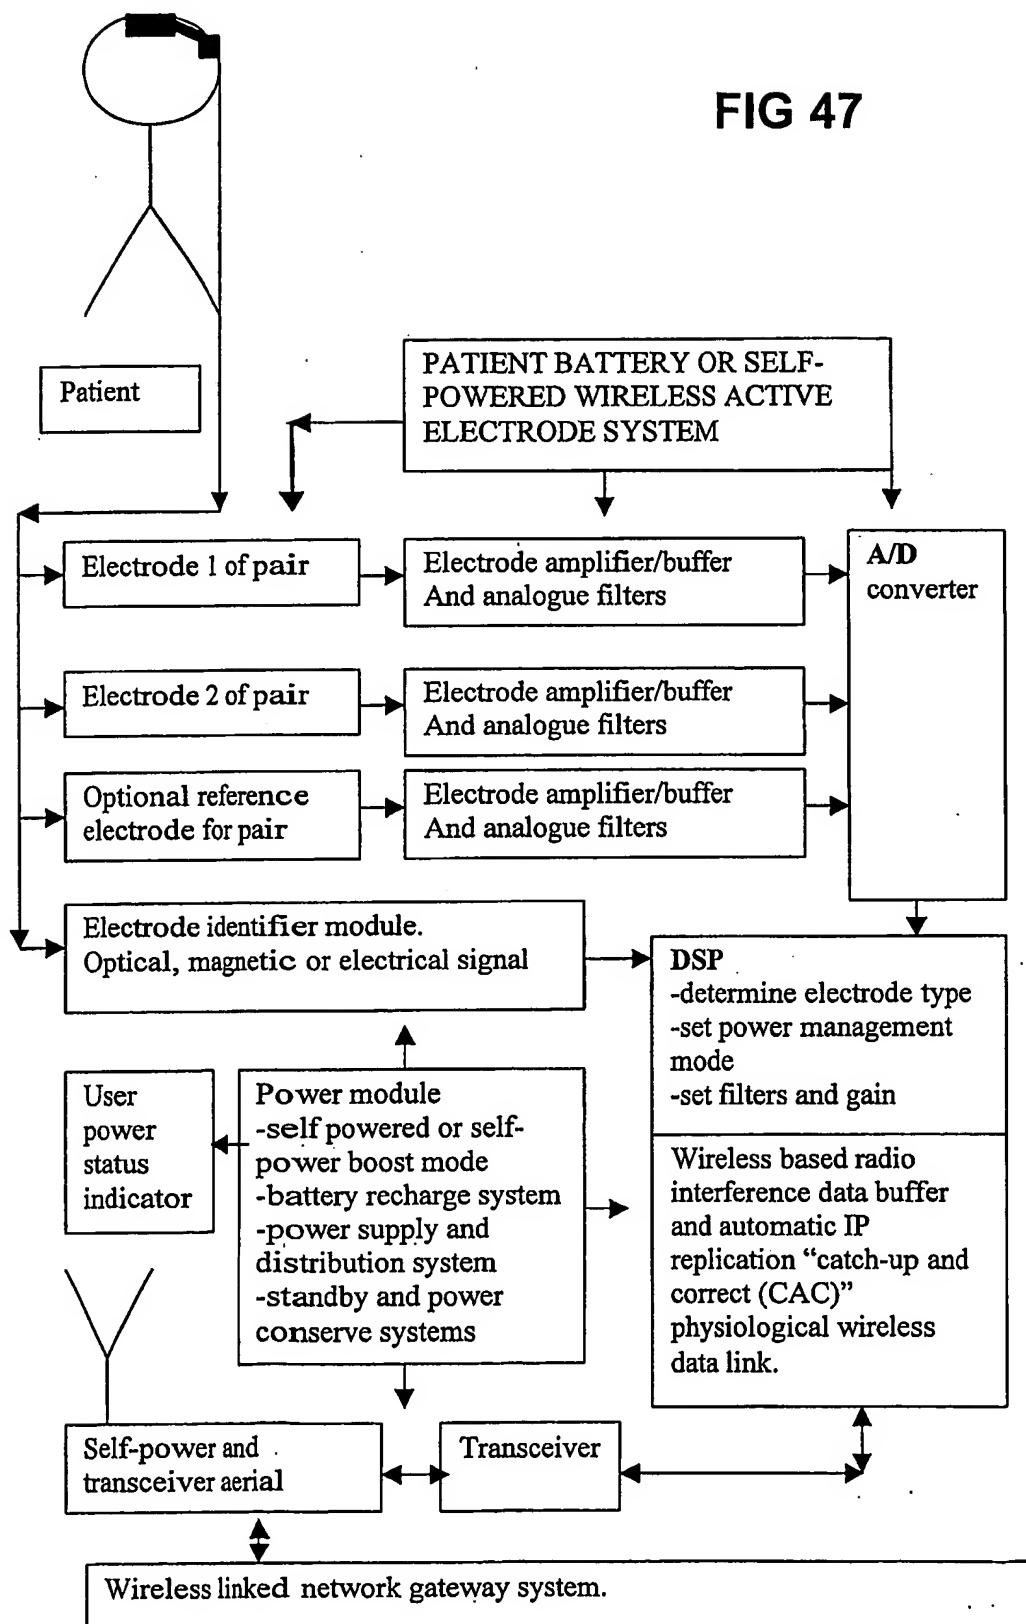 FIG 47
Patient
PATIENT BATTERY OR SELF-
POWERED WIRELESS ACTIVE
ELECTRODE SYSTEM
Electrode 1 of pair
Electrode amplifier/buffer
And analogue filters
A/D
converter
Electrode 2 of pair
Electrode amplifier/buffer
And analogue filters
Optional reference
electrode for pair
Electrode amplifier/buffer
And analogue filters
Electrode identifier module.
Optical, magnetic or electrical signal
DSP
-determine electrode type
-set power management
mode
-set filters and gain
User
power
status
indicator
Power module
-self powered or self-
power boost mode
-battery recharge system
-power supply and
distribution system
-standby and power
conserve systems
Wireless based radio
interference data buffer
and automatic IP
replication “catch-up and
correct (CAC)”
physiological wireless
data link.
Self-power and
transceiver aerial
Transceiver
Wireless linked network gateway system.